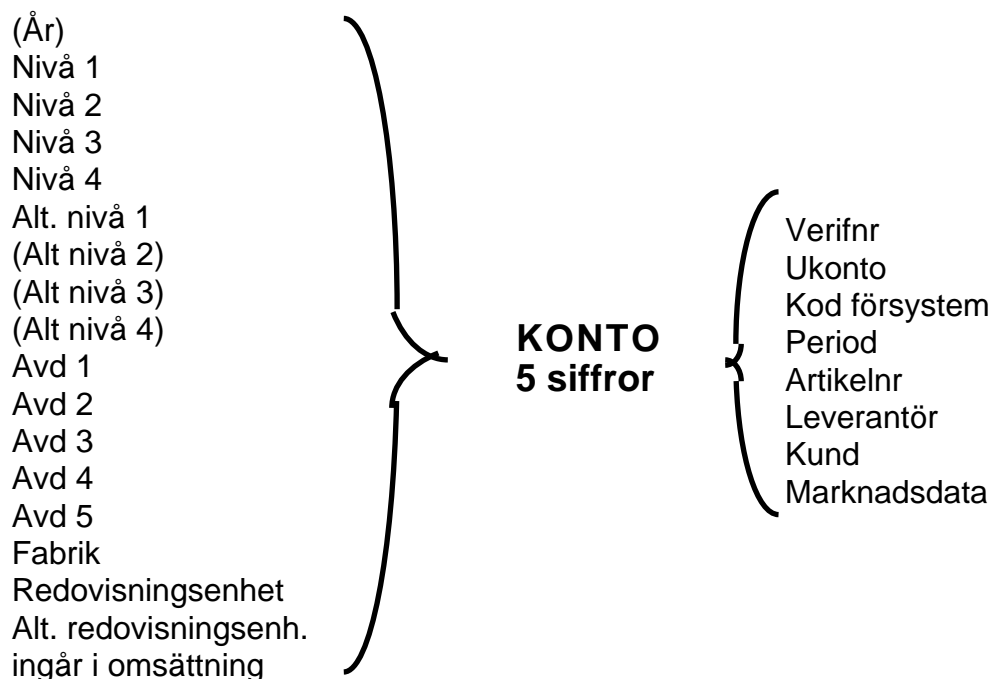 (År)
Nivå 1
Nivå 2
Nivå 3
Nivå 4
Alt. nivå 1
(Alt nivå 2)
(Alt nivå 3)
(Alt nivå 4)
Avd 1
Avd 2
Avd 3
Avd 4
Avd 5
Fabrik
Redovisningsenhet
Alt. redovisningsenh.
ingår i omsättning
KONTO
5 siffror
Verifnr
Ukonto
Kod försystem
Period
Artikelnr
Leverantör
Kund
Marknadsdata